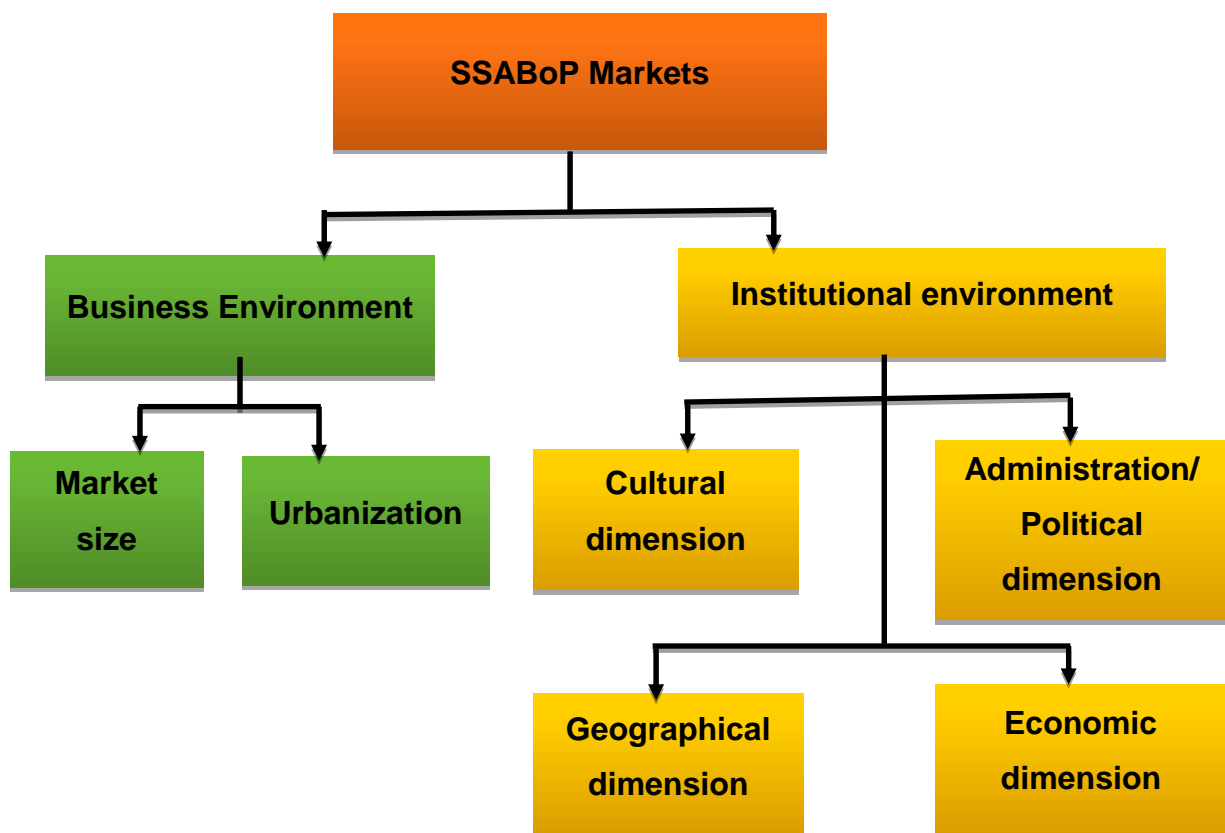 SSABoP Markets
Business Environment
Institutional environment
Market
size
Urbanization
Cultural
dimension
Administration/
Political
dimension
Geographical
dimension
Economic
dimension